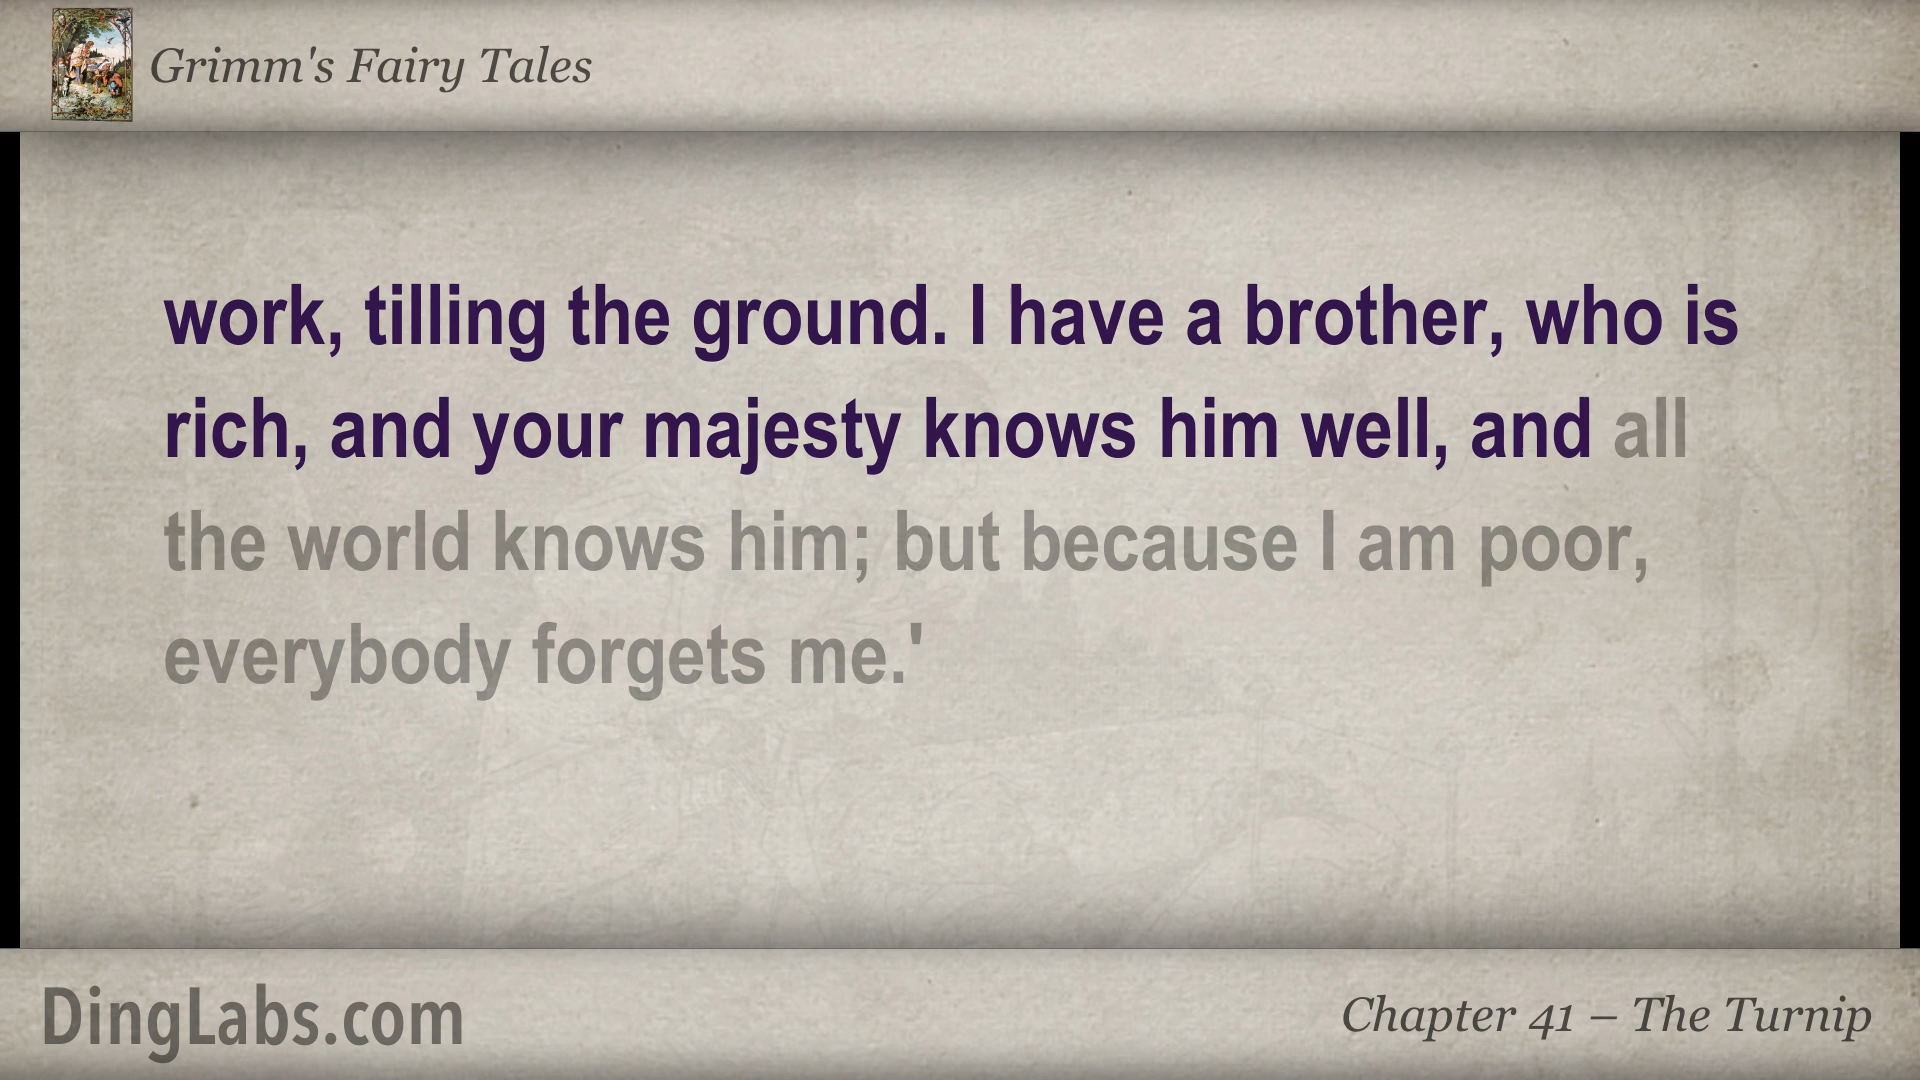 Grimm's Fairy Tales
work, tilling the ground. I have a brother, who is
rich, and your majesty knows him well, and all
the world knows him; but because I am poor,
everybody forgets me.'
DingLabs.com
Chapter 41 – The Turnip